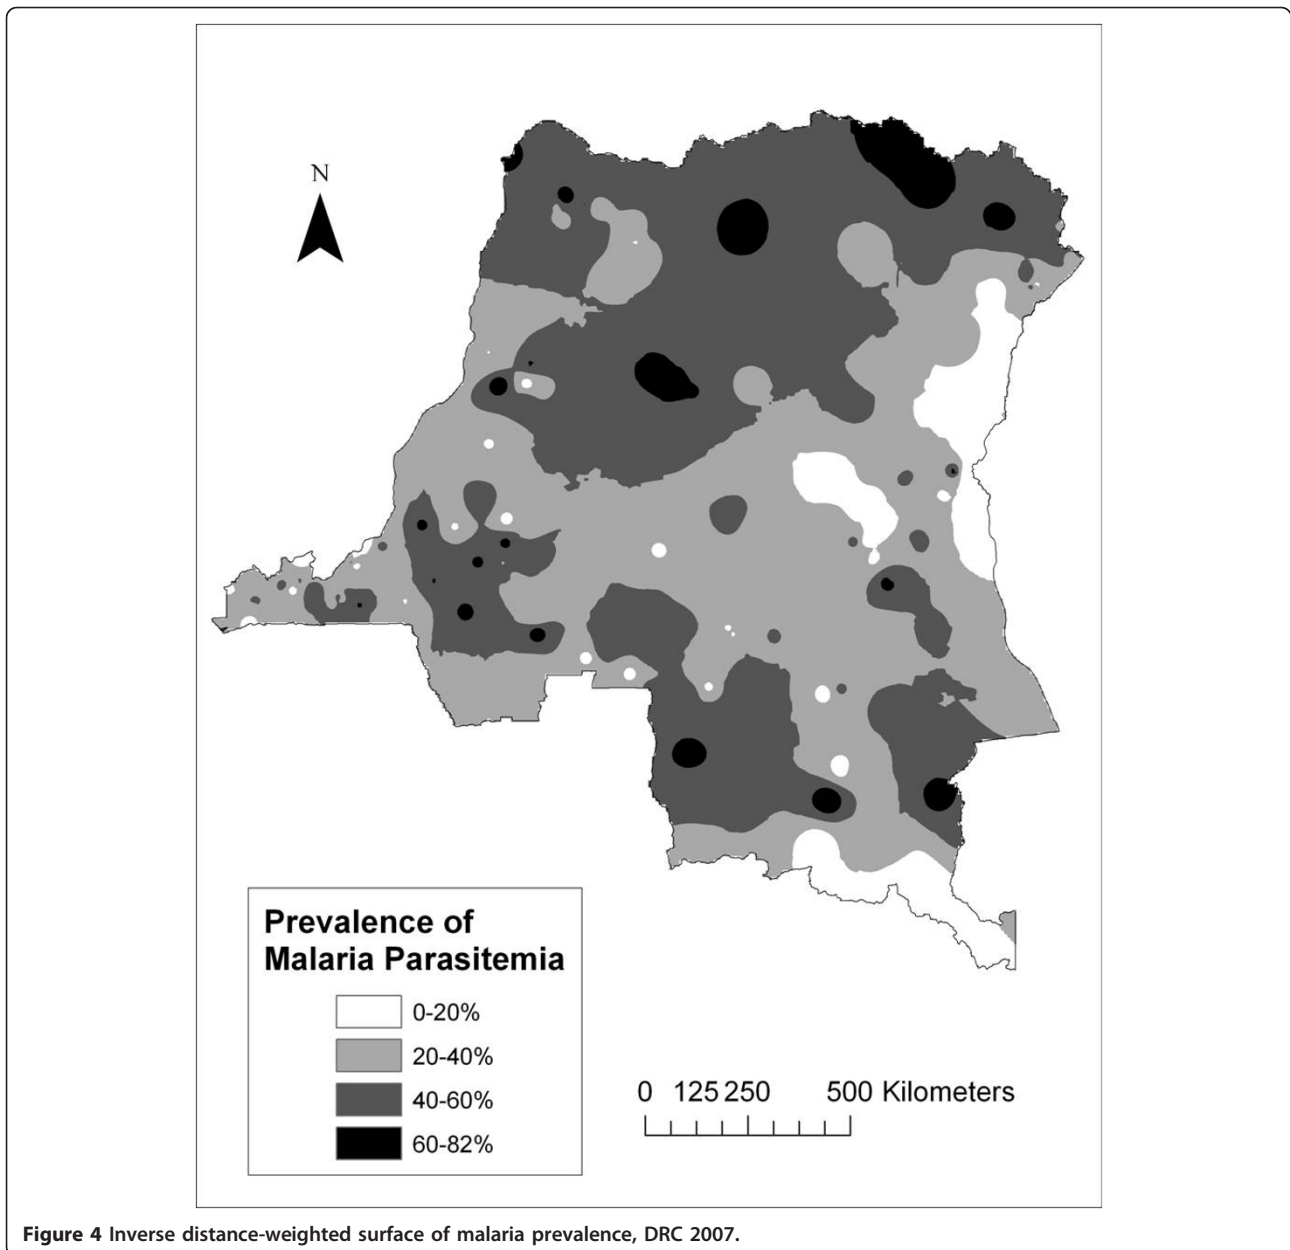 N
Prevalence of
Malaria Parasitemia
0-20%
20-40%
40-60%
60-82%
0 125 250 500 Kilometers
Figure 4 Inverse distance-weighted surface of malaria prevalence, DRC 2007.